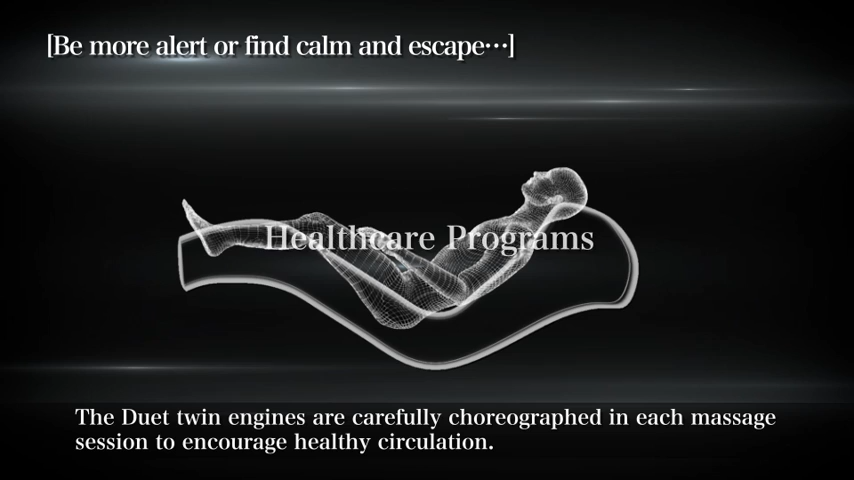 [Be more alert or find calm and escape…]
Healthcare Programs
The Duet twin engines are carefully choreographed in each massage
session to encourage healthy circulation.